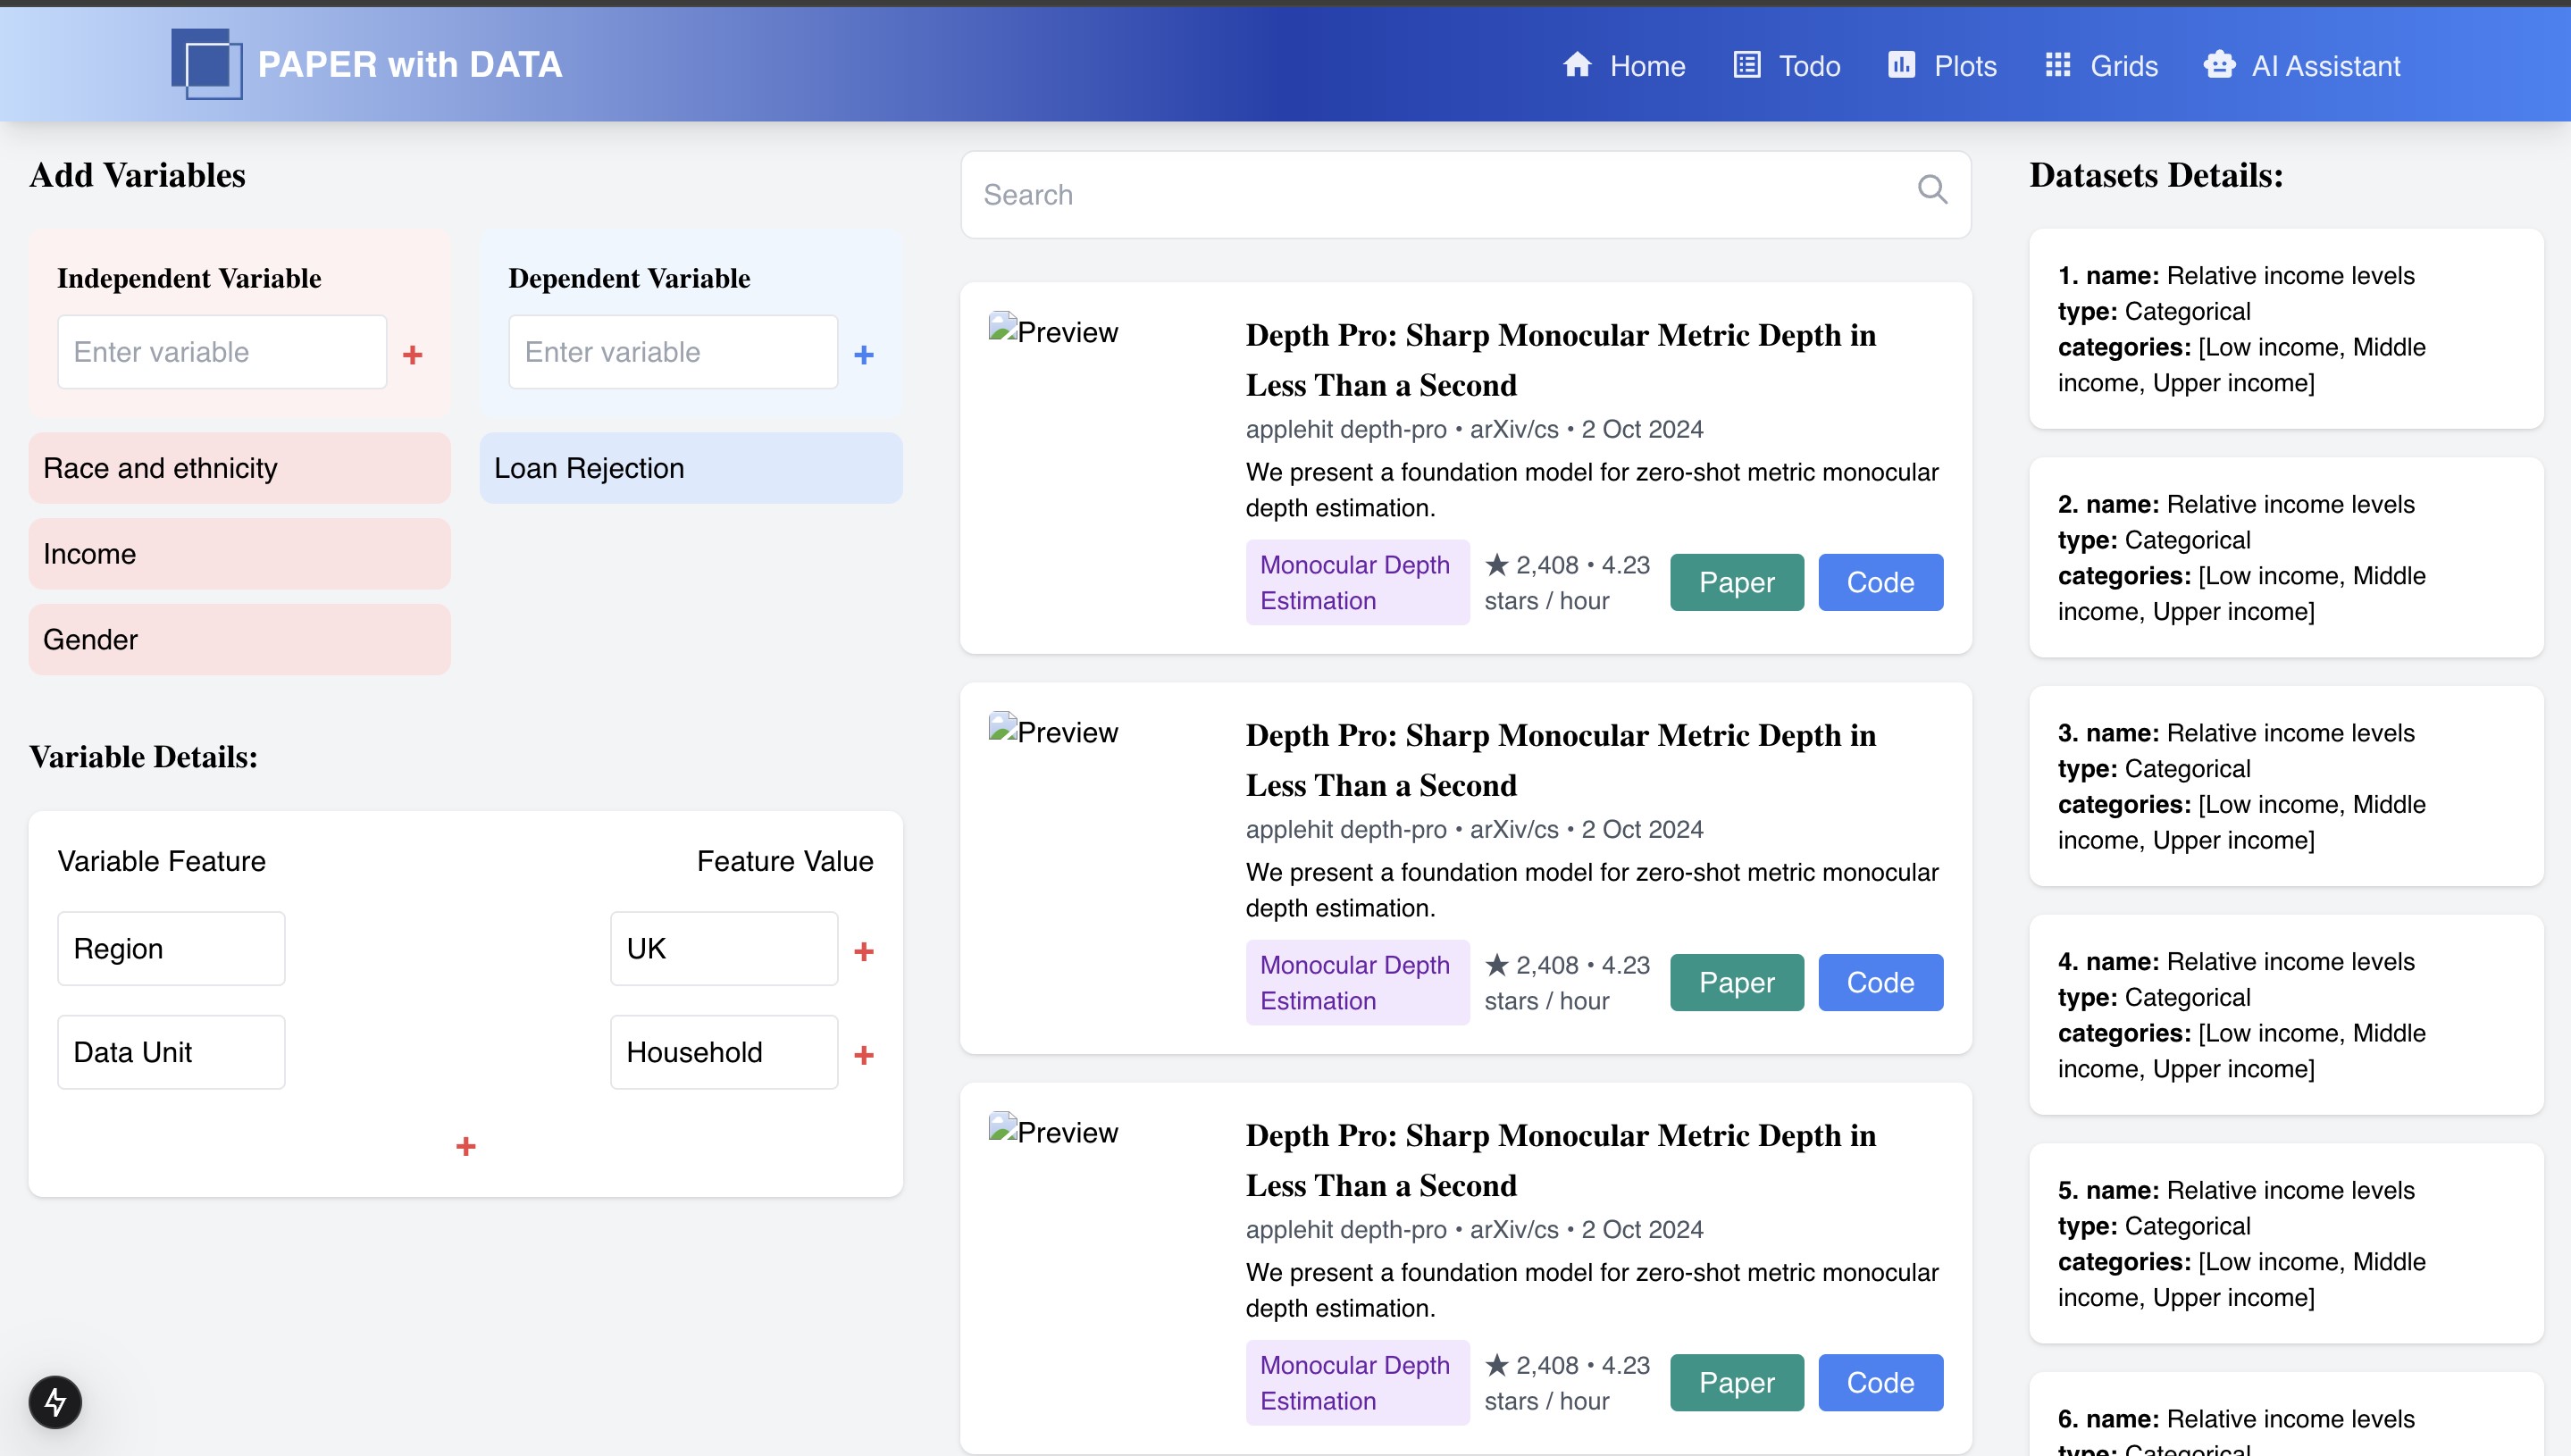 PAPER with DATA
Home
Todo
Plots
Grids
AI Assistant
Add Variables
Independent Variable
Enter variable
+
Race and ethnicity
Income
Gender
Dependent Variable
Enter variable
+
Loan Rejection
Variable Details:
Variable Feature
Feature Value
Region
UK
+
Data Unit
Household
+
+
Search
Preview
Depth Pro: Sharp Monocular Metric Depth in
Less Than a Second
applehit depth-pro • arXiv/cs • 2 Oct 2024
We present a foundation model for zero-shot metric monocular
depth estimation.
Monocular Depth
Estimation
★ 2,408 • 4.23
stars / hour
Paper
Code
Preview
Depth Pro: Sharp Monocular Metric Depth in
Less Than a Second
applehit depth-pro • arXiv/cs • 2 Oct 2024
We present a foundation model for zero-shot metric monocular
depth estimation.
Monocular Depth
Estimation
★ 2,408 • 4.23
stars / hour
Paper
Code
Preview
Depth Pro: Sharp Monocular Metric Depth in
Less Than a Second
applehit depth-pro • arXiv/cs • 2 Oct 2024
We present a foundation model for zero-shot metric monocular
depth estimation.
Monocular Depth
Estimation
★ 2,408 • 4.23
stars / hour
Paper
Code
Datasets Details:
1. name: Relative income levels
type: Categorical
categories: [Low income, Middle
income, Upper income]
2. name: Relative income levels
type: Categorical
categories: [Low income, Middle
income, Upper income]
3. name: Relative income levels
type: Categorical
categories: [Low income, Middle
income, Upper income]
4. name: Relative income levels
type: Categorical
categories: [Low income, Middle
income, Upper income]
5. name: Relative income levels
type: Categorical
categories: [Low income, Middle
income, Upper income]
6. name: Relative income levels
type: Categorical